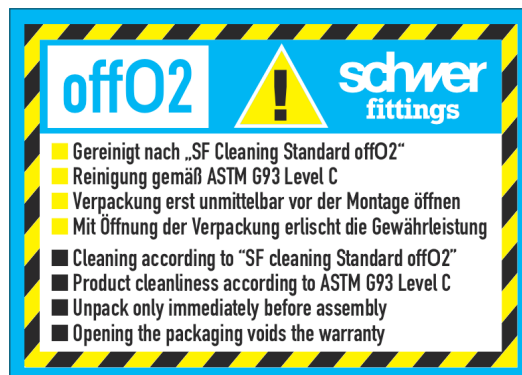 offO2
!
schwer
fittings
Gereinigt nach „SF Cleaning Standard offO2“
Reinigung gemäß ASTM G93 Level C
Verpackung erst unmittelbar vor der Montage öffnen
Mit Öffnung der Verpackung erlischt die Gewährleistung
Cleaning according to “SF cleaning Standard offO2”
Product cleanliness according to ASTM G93 Level C
Unpack only immediately before assembly
Opening the packaging voids the warranty